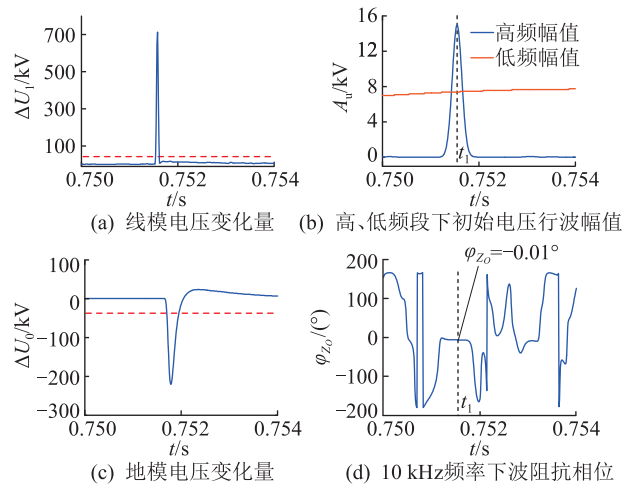 700
500
300
100
ΔU₁/kV
0.750
0.752
0.754
t/s
(a) 线模电压变化量
16
12
8
4
0
A_u/kV
高频幅值
低频幅值
t₁
0.750
0.752
0.754
t/s
(b) 高、低频段下初始电压行波幅值
100
0
−100
−200
−300
ΔU₀/kV
0.750
0.752
0.754
t/s
(c) 地模电压变化量
φ_{Z_O}=−0.01°
200
100
0
−100
−200
φ_{Z_O}/(°)
t₁
0.750
0.752
0.754
t/s
(d) 10 kHz频率下波阻抗相位